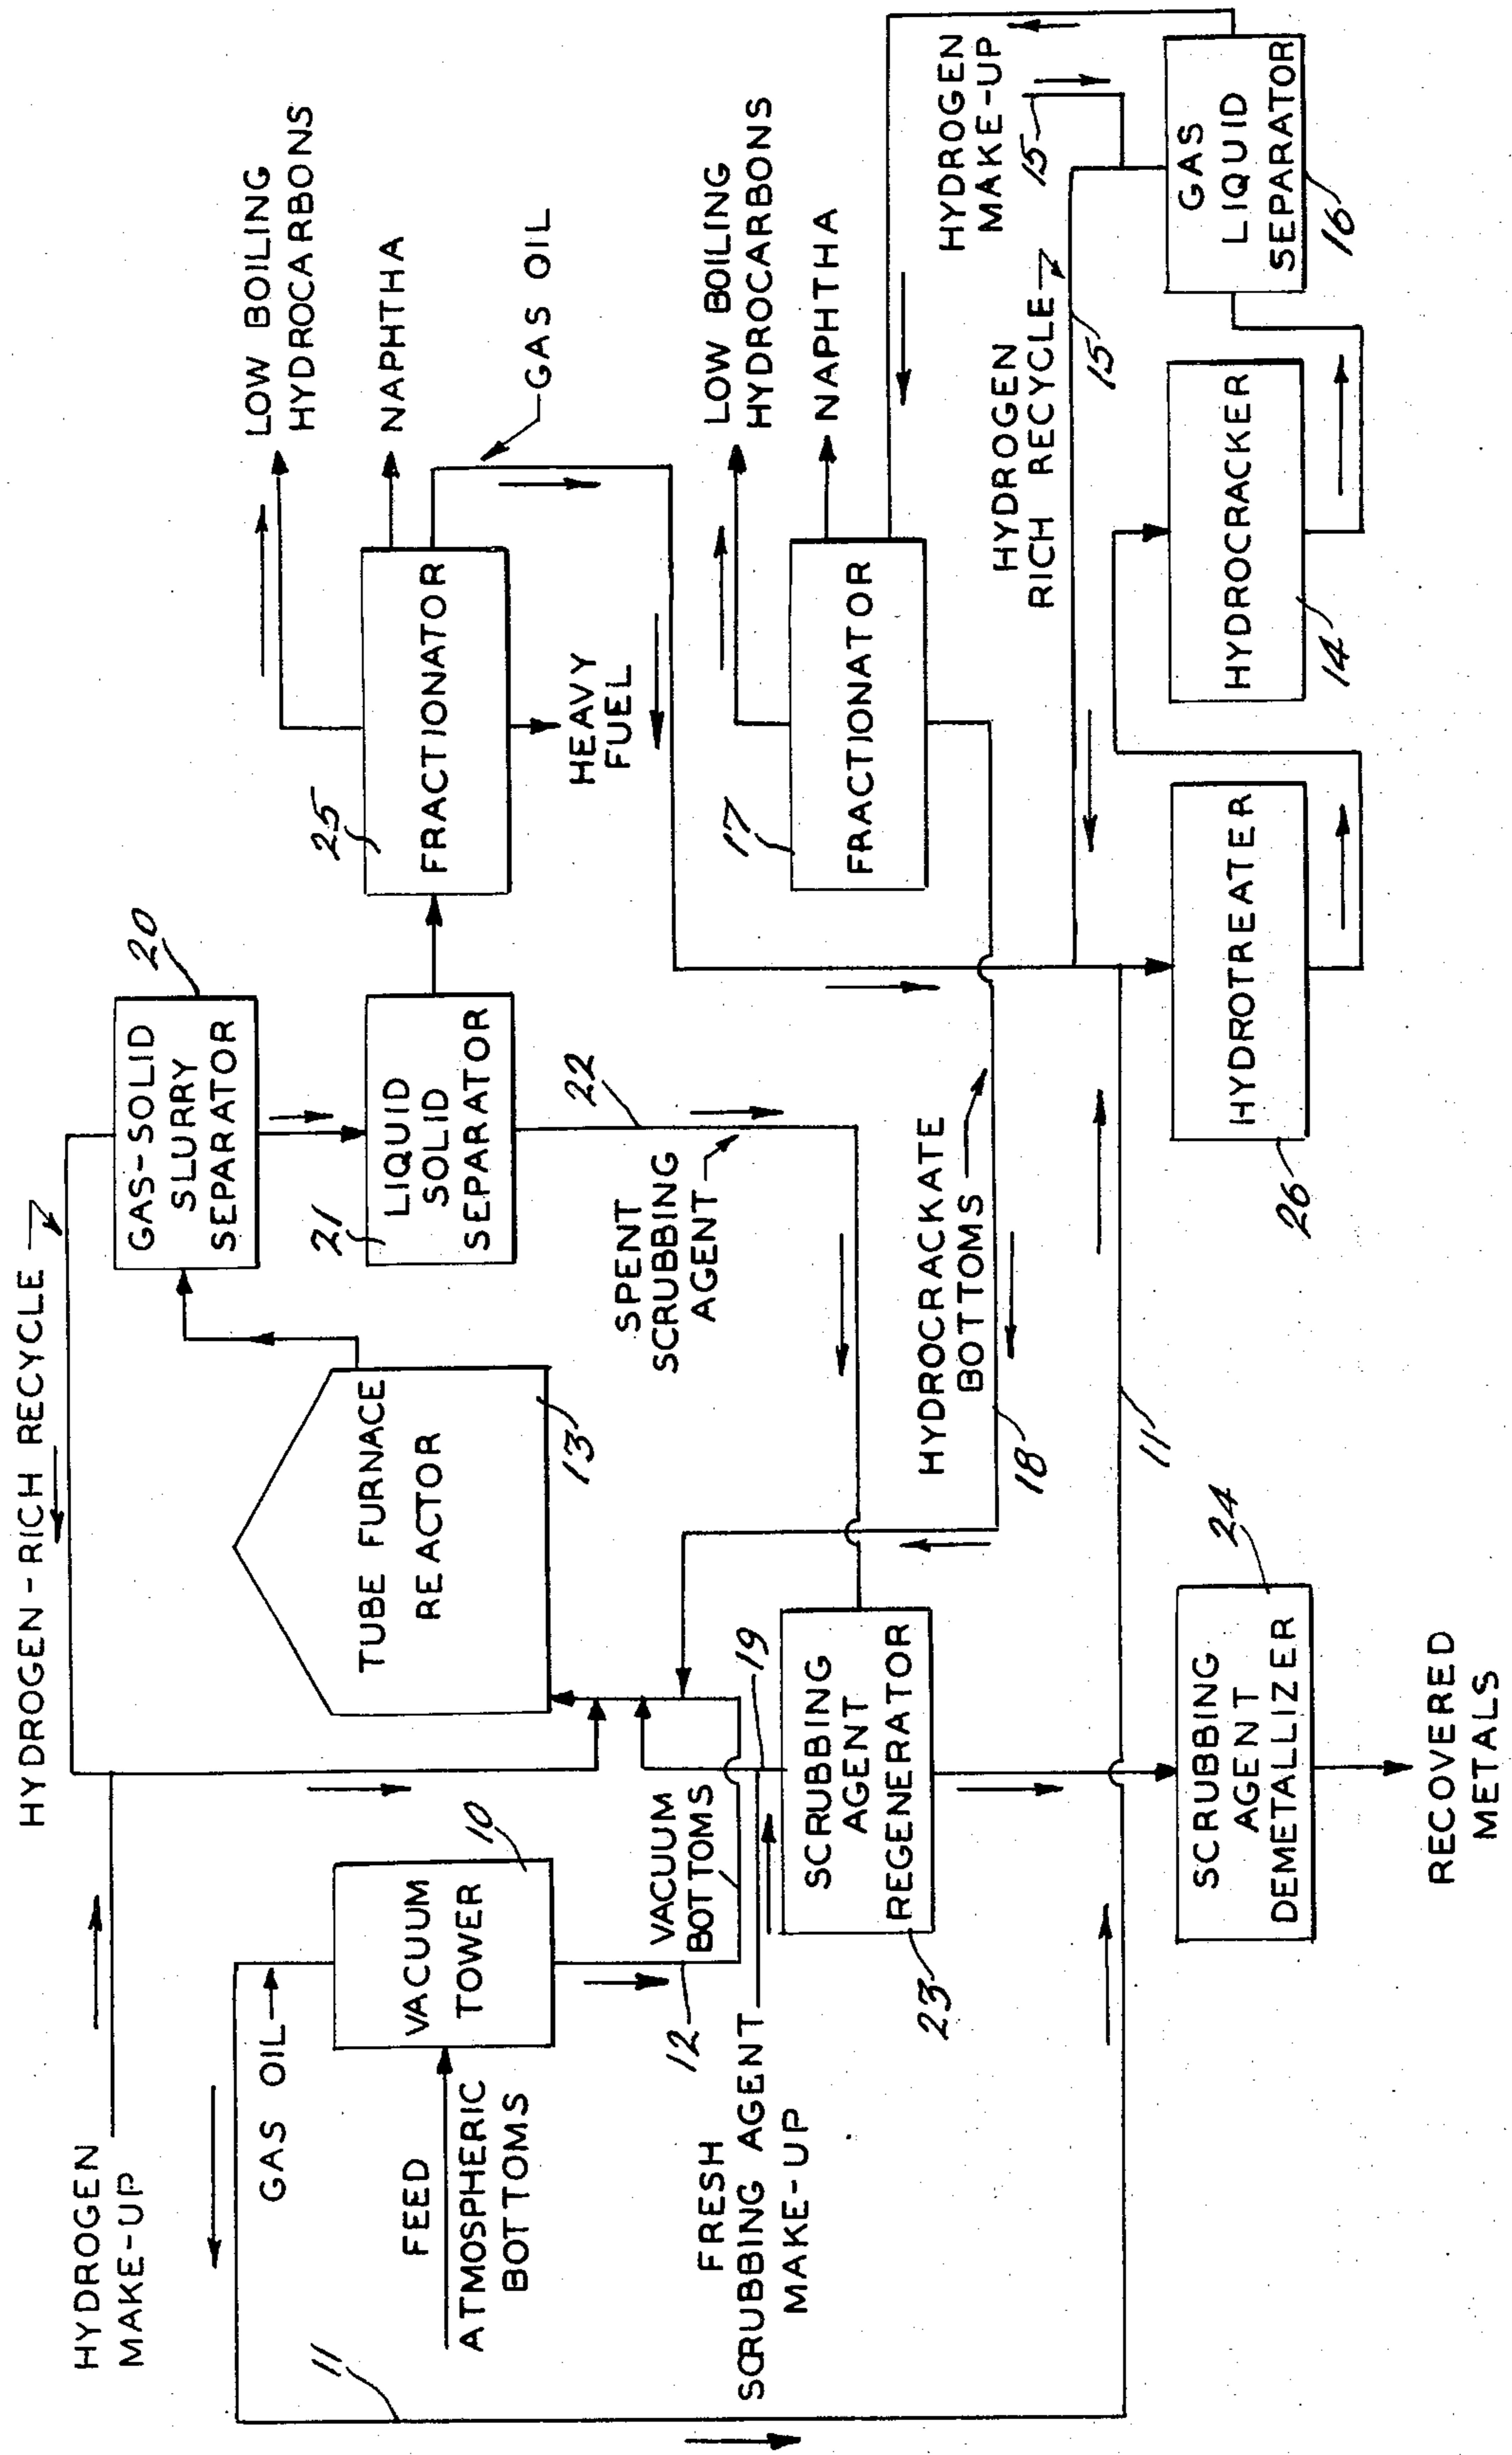 HYDROGEN
MAKE-UP
HYDROGEN-RICH RECYCLE
GAS OIL
11
FEED
ATMOSPHERIC
BOTTOMS
VACUUM
TOWER
10
12
VACUUM
BOTTOMS
TUBE FURNACE
REACTOR
13
GAS-SOLID
SLURRY
SEPARATOR
20
LIQUID
SOLID
SEPARATOR
21
22
SPENT
SCRUBBING
AGENT
FRACTIONATOR
25
LOW BOILING
HYDROCARBONS
NAPHTHA
GAS OIL
HEAVY
FUEL
FRESH
SCRUBBING AGENT
MAKE-UP
19
SCRUBBING
AGENT
REGENERATOR
23
HYDROCRACKATE
BOTTOMS
18
FRACTIONATOR
17
LOW BOILING
HYDROCARBONS
NAPHTHA
HYDROGEN
MAKE-UP
15
HYDROGEN
RICH RECYCLE
15
11
SCRUBBING
AGENT
DEMETALLIZER
24
RECOVERED
METALS
HYDROTREATER
26
HYDROCRACKER
14
GAS
LIQUID
SEPARATOR
16